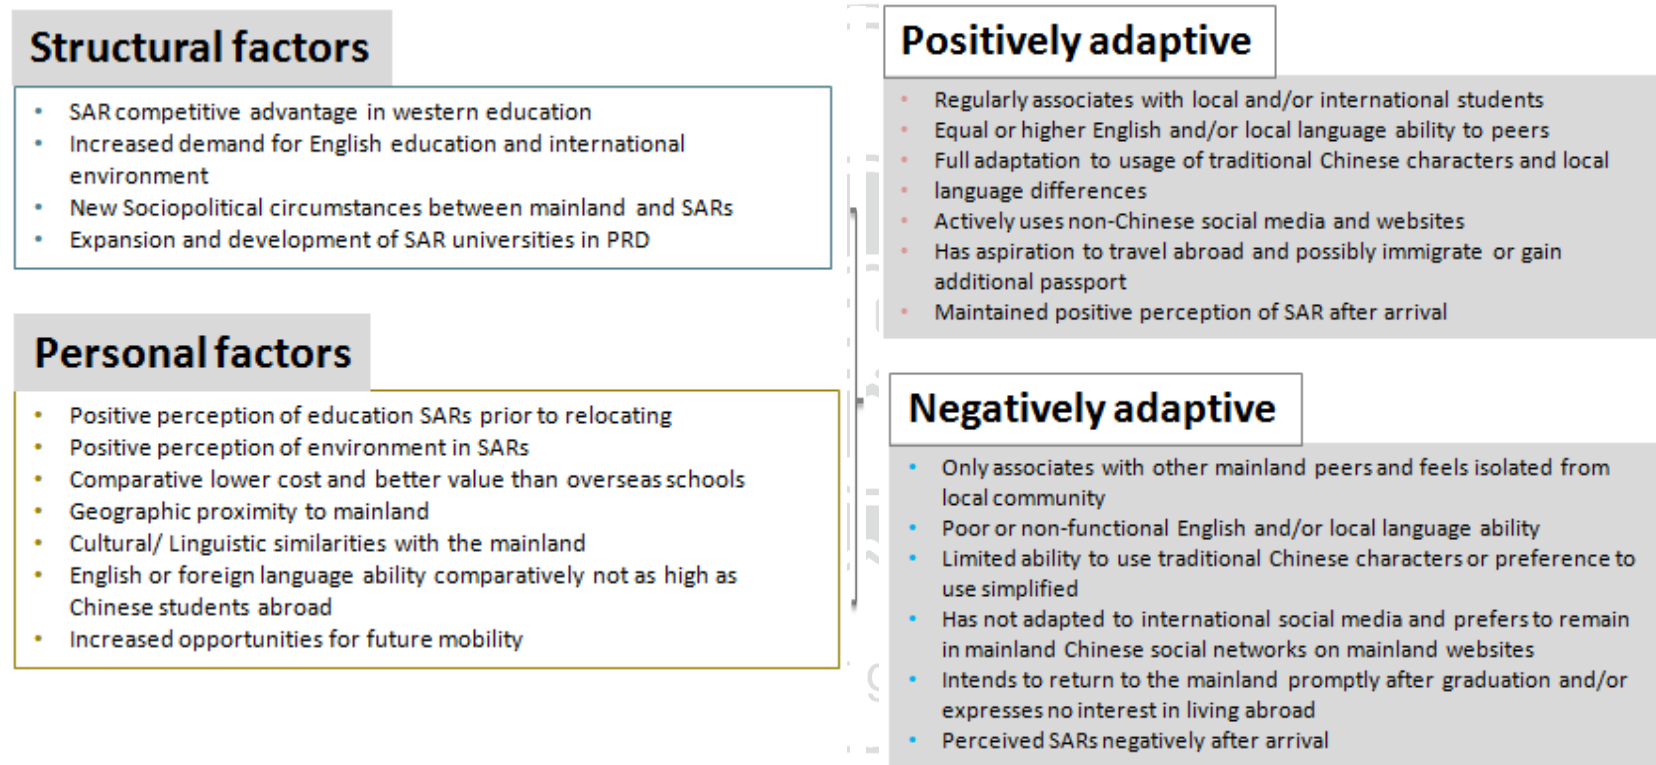 Structural factors
• SAR competitive advantage in western education
• Increased demand for English education and international
environment
• New Sociopolitical circumstances between mainland and SARs
• Expansion and development of SAR universities in PRD
Personal factors
• Positive perception of education SARs prior to relocating
• Positive perception of environment in SARs
• Comparative lower cost and better value than overseas schools
• Geographic proximity to mainland
• Cultural/ Linguistic similarities with the mainland
• English or foreign language ability comparatively not as high as
Chinese students abroad
• Increased opportunities for future mobility
Positively adaptive
• Regularly associates with local and/or international students
• Equal or higher English and/or local language ability to peers
• Full adaptation to usage of traditional Chinese characters and local
• language differences
• Actively uses non-Chinese social media and websites
• Has aspiration to travel abroad and possibly immigrate or gain
additional passport
• Maintained positive perception of SAR after arrival
Negatively adaptive
• Only associates with other mainland peers and feels isolated from
local community
• Poor or non-functional English and/or local language ability
• Limited ability to use traditional Chinese characters or preference to
use simplified
• Has not adapted to international social media and prefers to remain
in mainland Chinese social networks on mainland websites
• Intends to return to the mainland promptly after graduation and/or
expresses no interest in living abroad
• Perceived SARs negatively after arrival